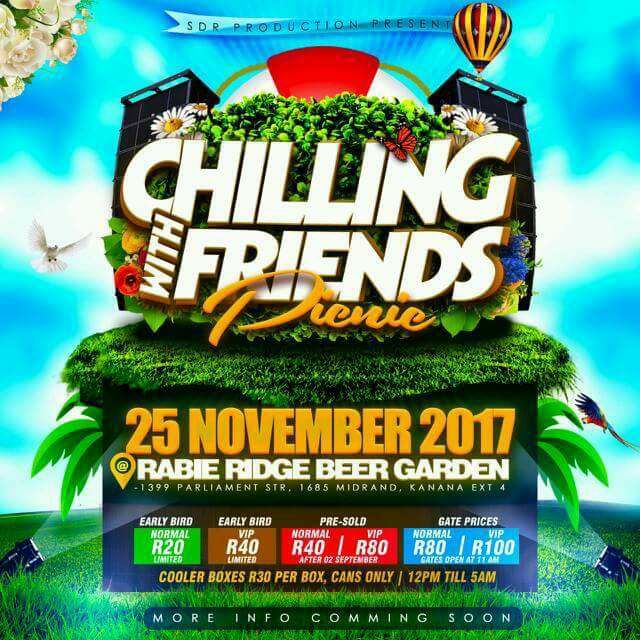 SDR PRODUCTION PRESENT
CHILLING
WITH FRIENDS
Picnic
25 NOVEMBER 2017
@ RABIE RIDGE BEER GARDEN
-1399 PARLIAMENT STR, 1685 MIDRAND, KANANA EXT 4
EARLY BIRD EARLY BIRD PRE-SOLD GATE PRICES
NORMAL VIP NORMAL VIP NORMAL VIP
R20 R40 R40 | R80 R80 | R100
LIMITED LIMITED AFTER 02 SEPTEMBER GATES OPEN AT 11 AM
COOLER BOXES R30 PER BOX, CANS ONLY | 12PM TILL 5AM
MORE INFO COMMING SOON